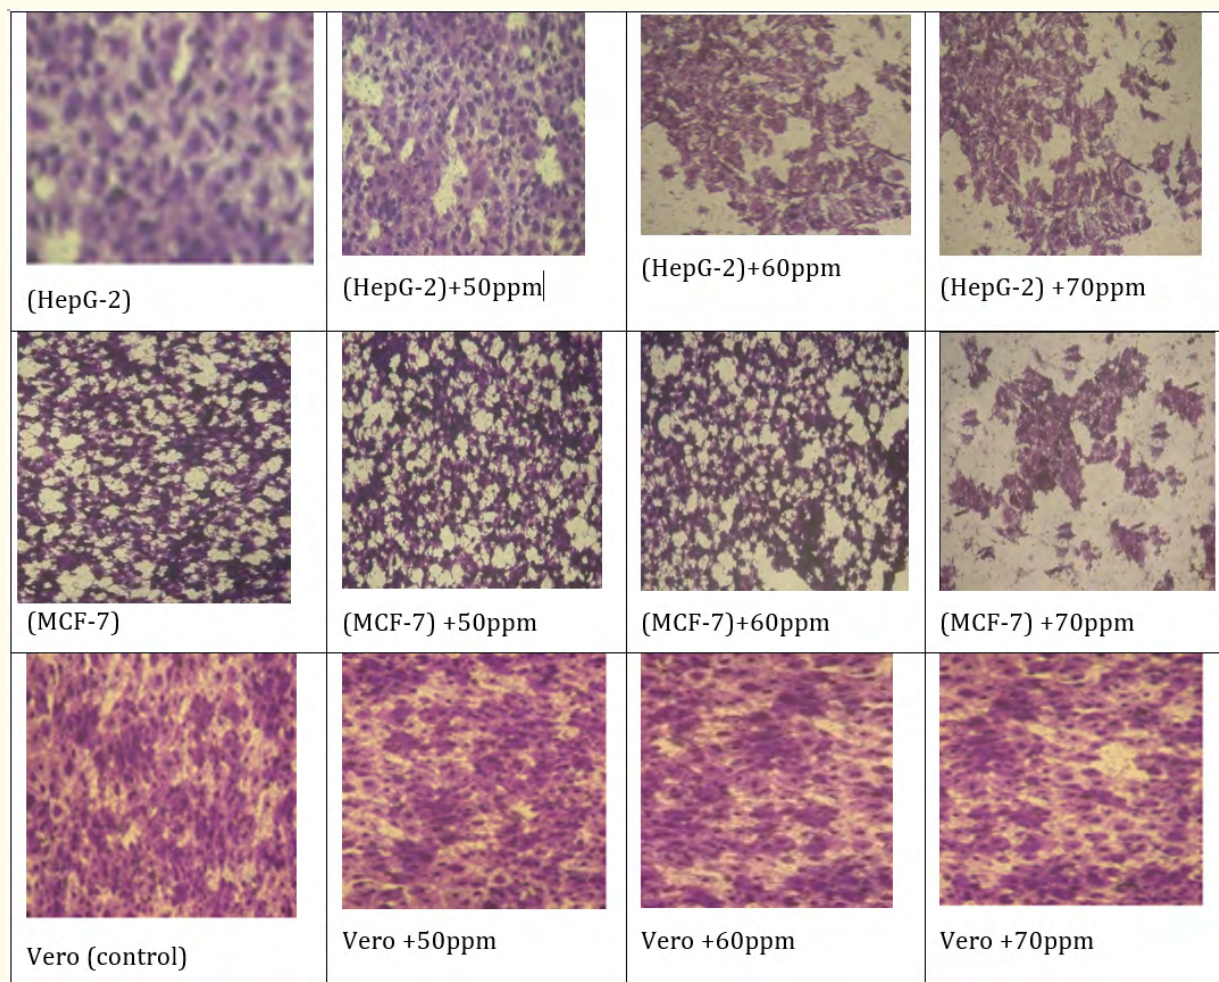 (HepG-2)
(HepG-2)+50ppm
(HepG-2)+60ppm
(HepG-2) +70ppm
(MCF-7)
(MCF-7) +50ppm
(MCF-7)+60ppm
(MCF-7) +70ppm
Vero (control)
Vero +50ppm
Vero +60ppm
Vero +70ppm